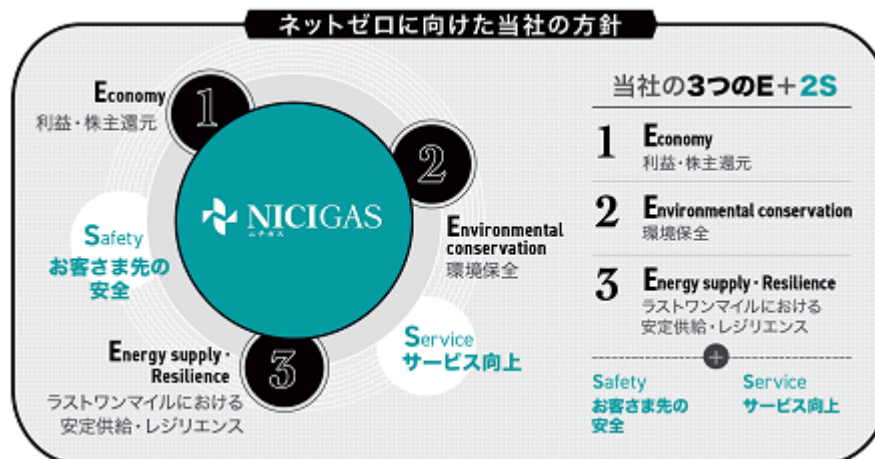 ネットゼロに向けた当社の方針
Economy
利益・株主還元
1
2
Environmental
conservation
環境保全
NICIGAS
ニチガス
Safety
お客さま先の
安全
Service
サービス向上
3
Energy supply・
Resilience
ラストワンマイルにおける
安定供給・レジリエンス
当社の3つのE+2S
1
Economy
利益・株主還元
2
Environmental conservation
環境保全
3
Energy supply・Resilience
ラストワンマイルにおける
安定供給・レジリエンス
+
Safety
お客さま先の
安全
Service
サービス向上